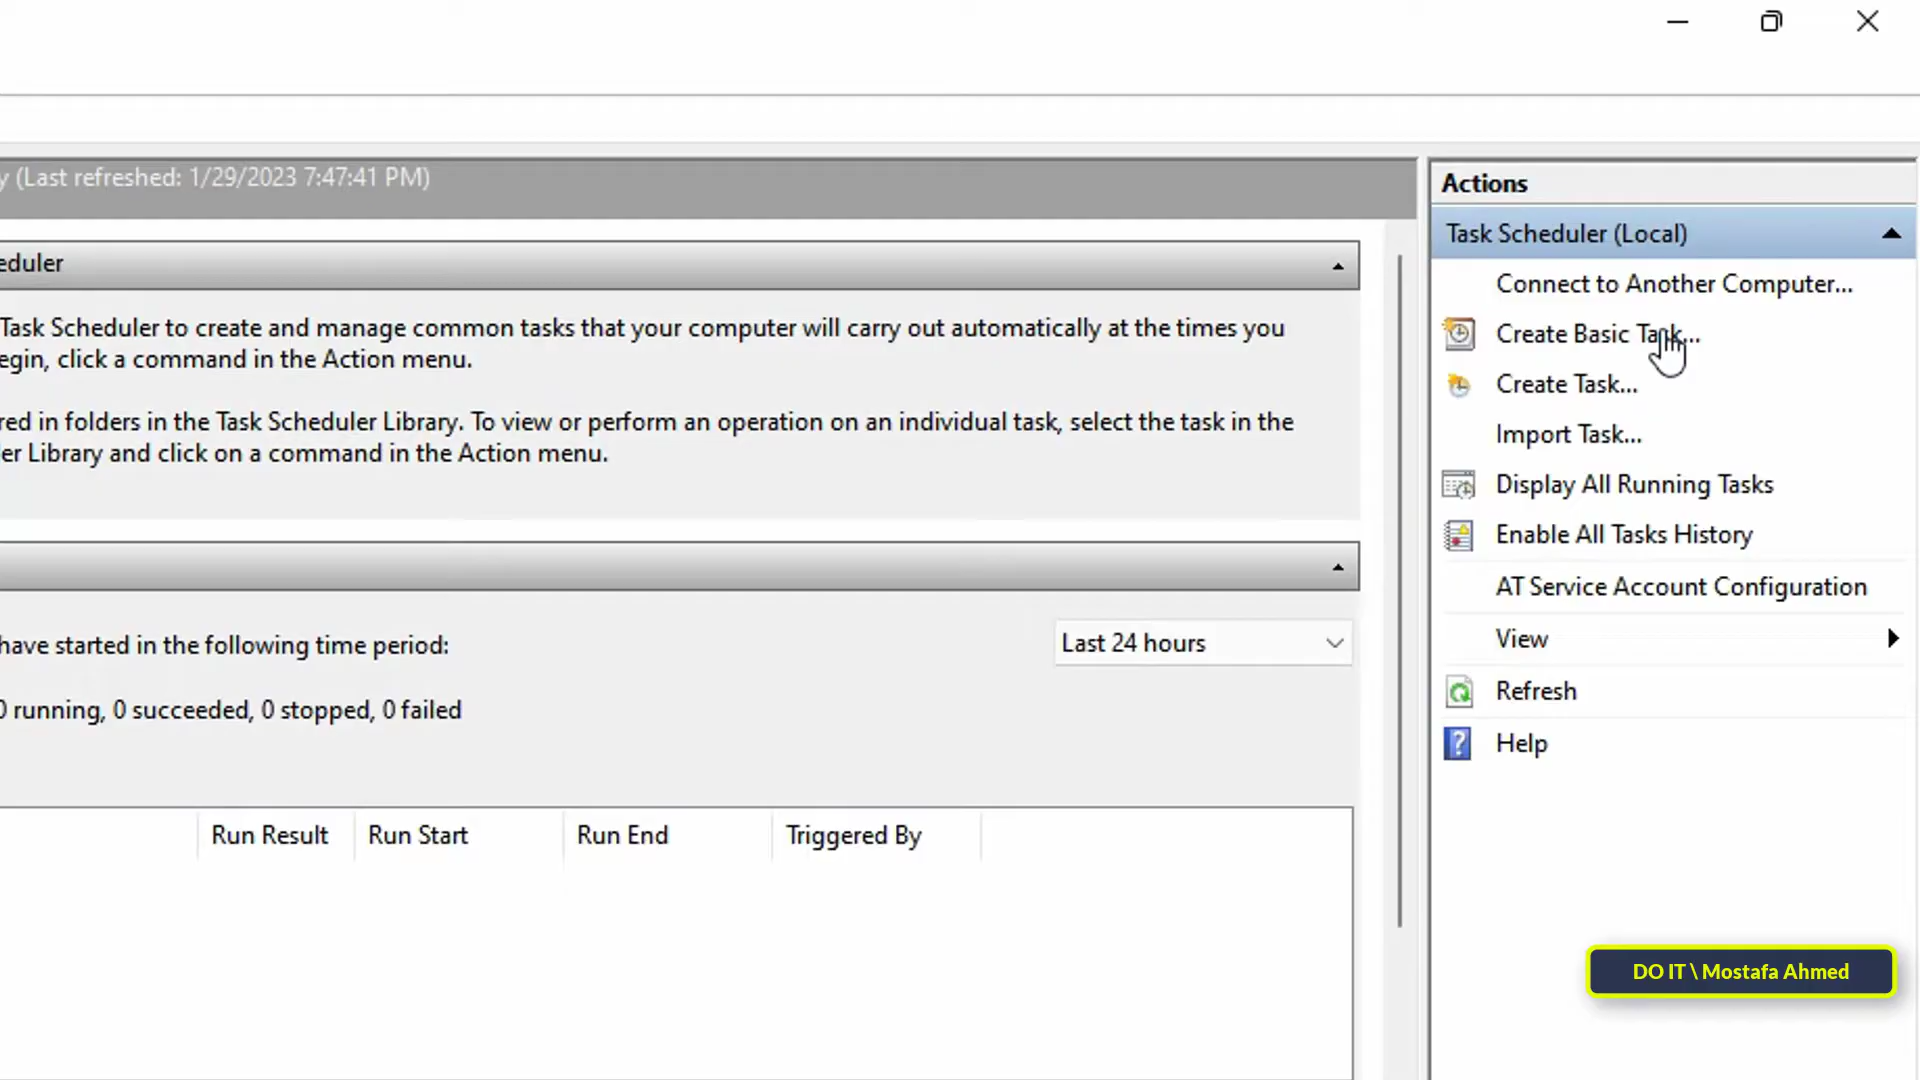 y (Last refreshed: 1/29/2023 7:47:41 PM)
eduler
Task Scheduler to create and manage common tasks that your computer will carry out automatically at the times you
egin, click a command in the Action menu.
red in folders in the Task Scheduler Library. To view or perform an operation on an individual task, select the task in the
er Library and click on a command in the Action menu.
have started in the following time period:
Last 24 hours
0 running, 0 succeeded, 0 stopped, 0 failed
Run Result Run Start Run End Triggered By
Actions
Task Scheduler (Local)
Connect to Another Computer...
Create Basic Task...
Create Task...
Import Task...
Display All Running Tasks
Enable All Tasks History
AT Service Account Configuration
View
Refresh
Help
DO IT \ Mostafa Ahmed